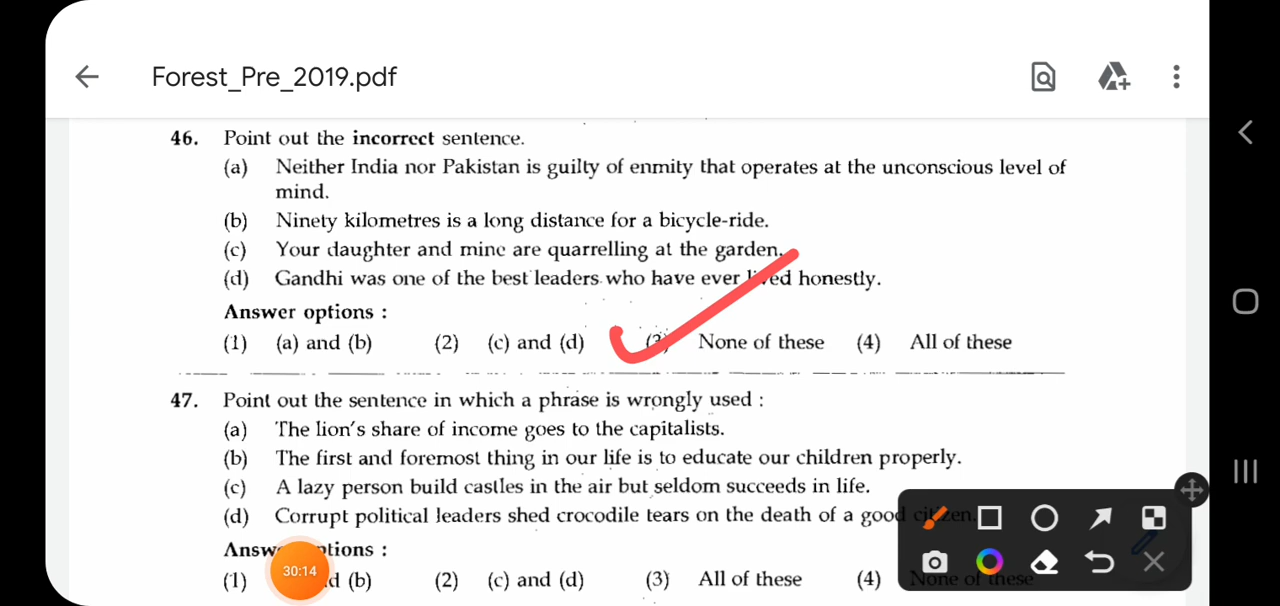 Forest_Pre_2019.pdf
46. Point out the incorrect sentence.
(a) Neither India nor Pakistan is guilty of enmity that operates at the unconscious level of
mind.
(b) Ninety kilometres is a long distance for a bicycle-ride.
(c) Your daughter and mine are quarrelling at the garden.
(d) Gandhi was one of the best leaders who have ever lived honestly.
Answer options :
(1) (a) and (b) (2) (c) and (d) (3) None of these (4) All of these
47. Point out the sentence in which a phrase is wrongly used :
(a) The lion's share of income goes to the capitalists.
(b) The first and foremost thing in our life is to educate our children properly.
(c) A lazy person build castles in the air but seldom succeeds in life.
(d) Corrupt political leaders shed crocodile tears on the death of a good citizen.
:
(1) (b) (2) (c) and (d) (3) All of these (4) None of these
30:14